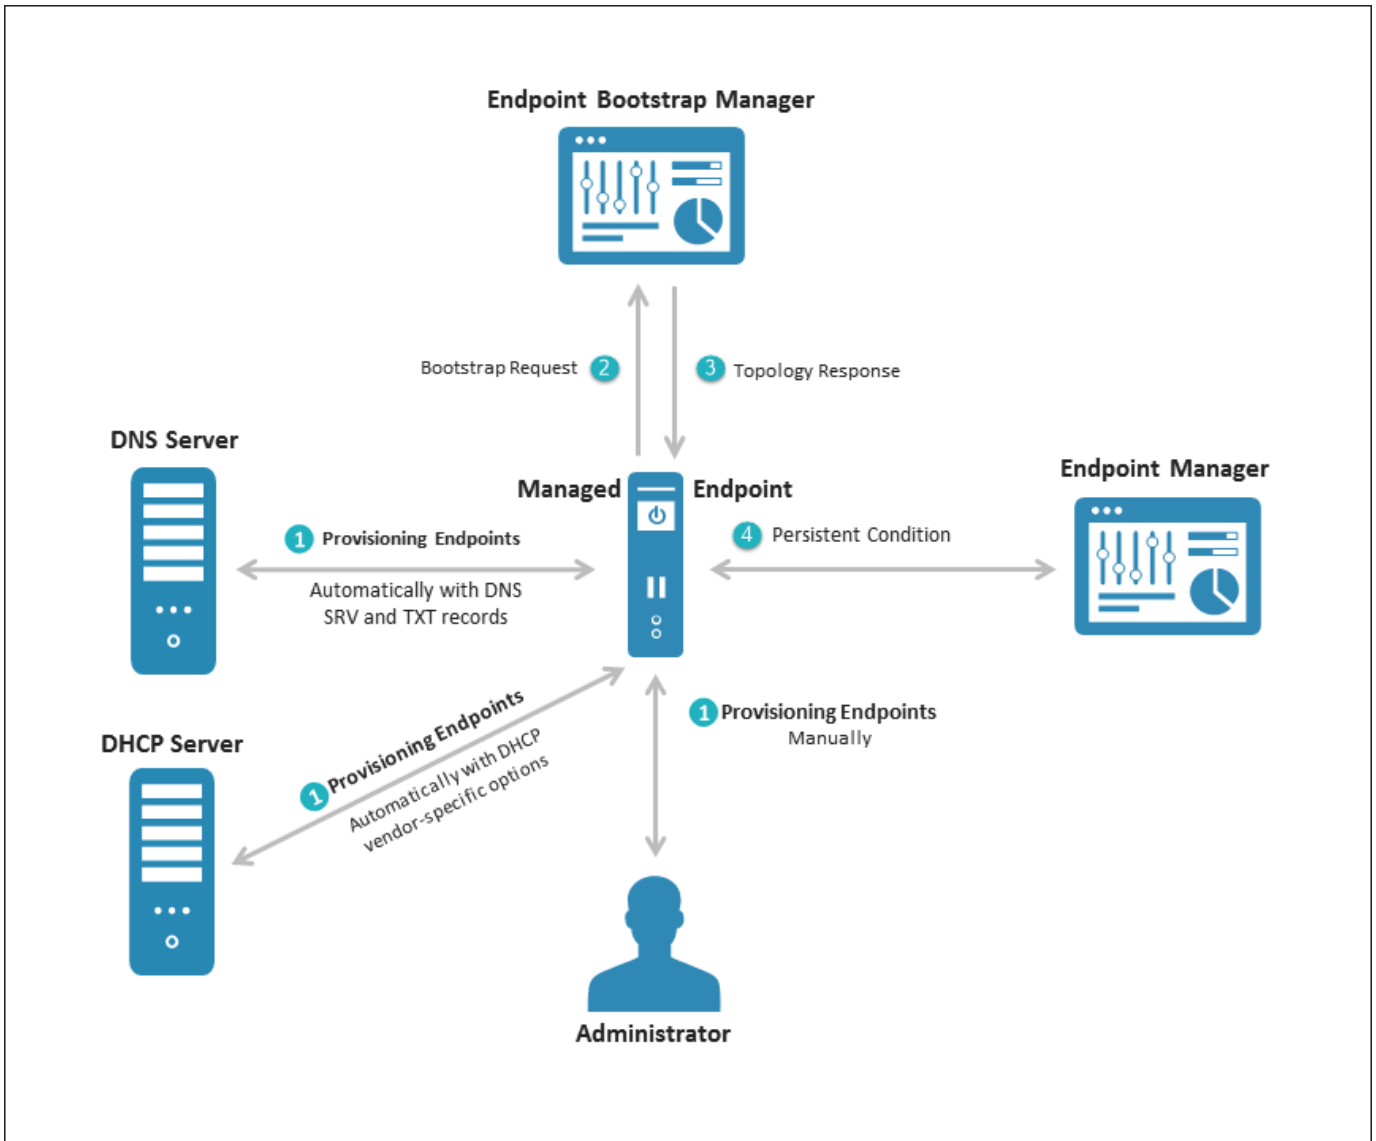 Endpoint Bootstrap Manager
Bootstrap Request 2
3 Topology Response
DNS Server
Endpoint Manager
Managed Endpoint
1 Provisioning Endpoints
Automatically with DNS
SRV and TXT records
4 Persistent Condition
DHCP Server
1 Provisioning Endpoints
Automatically with DHCP
vendor-specific options
1 Provisioning Endpoints
Manually
Administrator